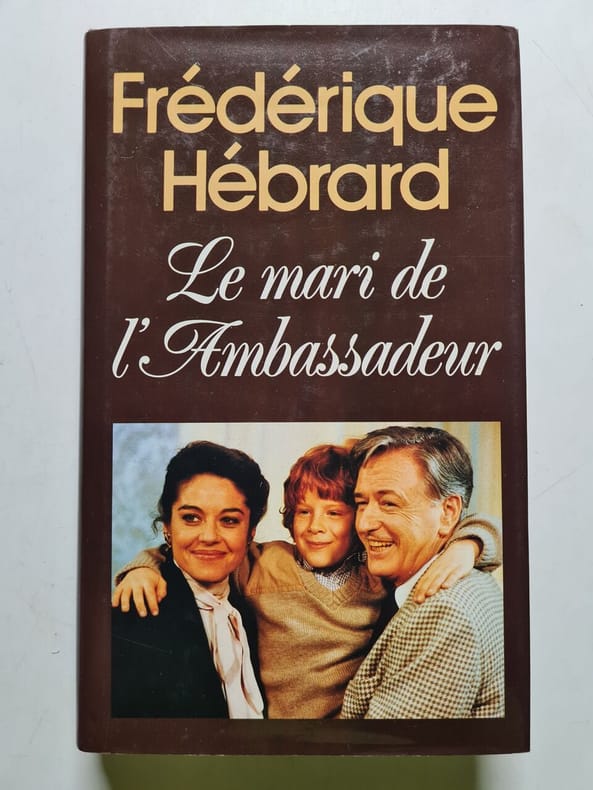 Frédérique
Hébrard
Le mari de
l'Ambassadeur